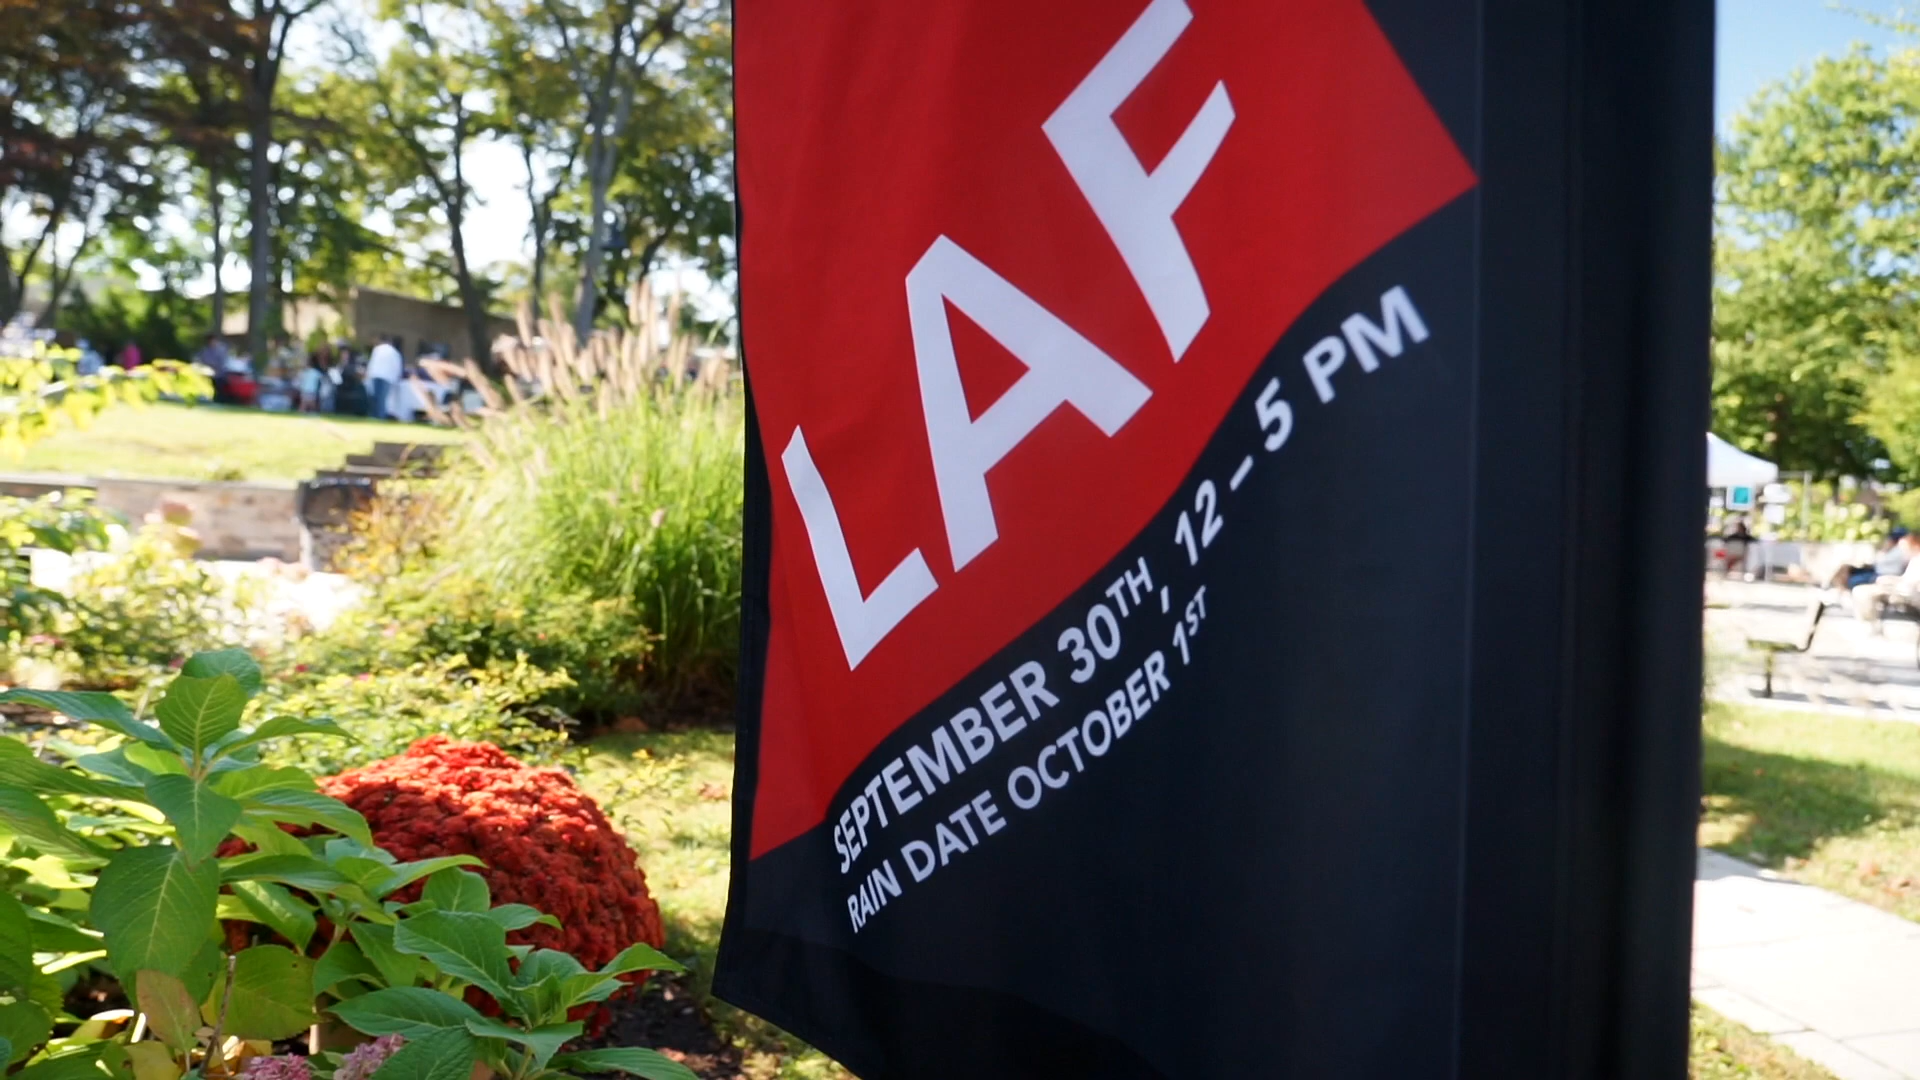 LAF
SEPTEMBER 30TH, 12 – 5 PM
RAIN DATE OCTOBER 1ST